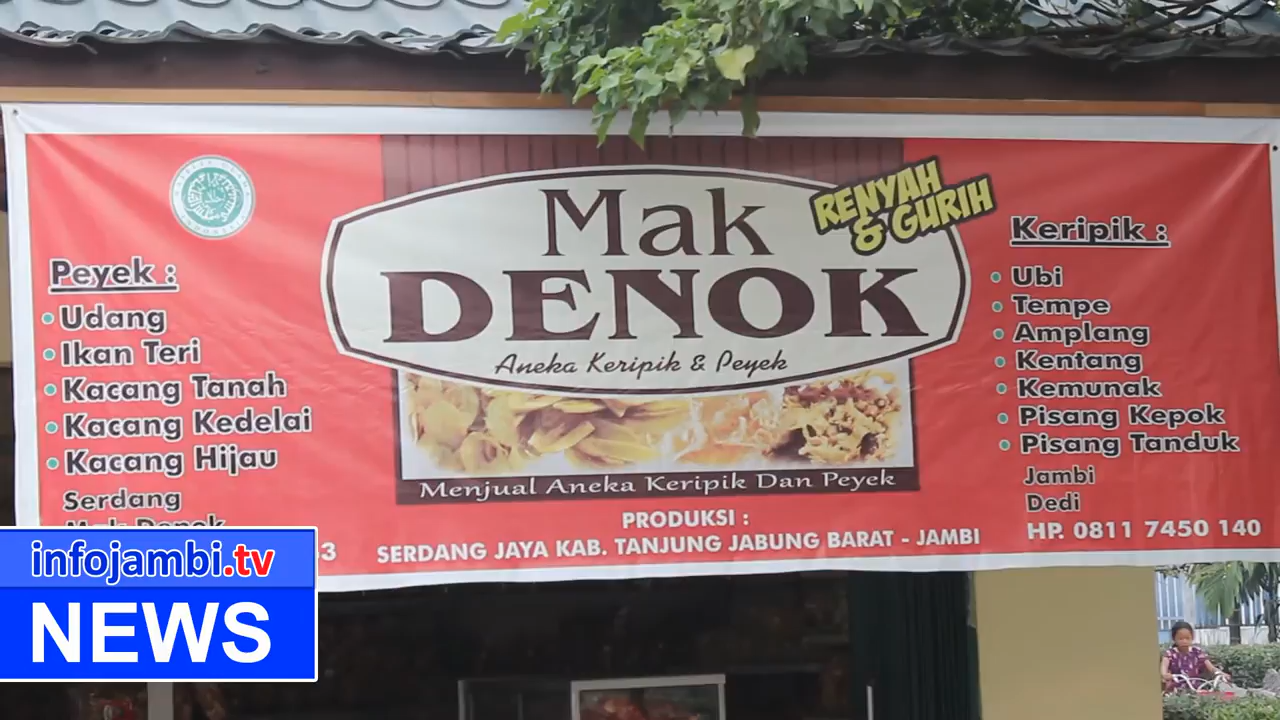 Mak
DENOK
RENYAH
& GURIH
Aneka Keripik & Peyek
Menjual Aneka Keripik Dan Peyek
Peyek :
Udang
Ikan Teri
Kacang Tanah
Kacang Kedelai
Kacang Hijau
Serdang
Mak Denok
Keripik :
Ubi
Tempe
Amplang
Kentang
Kemunak
Pisang Kepok
Pisang Tanduk
Jambi
Dedi
HP. 0811 7450 140
PRODUKSI :
SERDANG JAYA KAB. TANJUNG JABUNG BARAT - JAMBI
infojambi.tv
NEWS